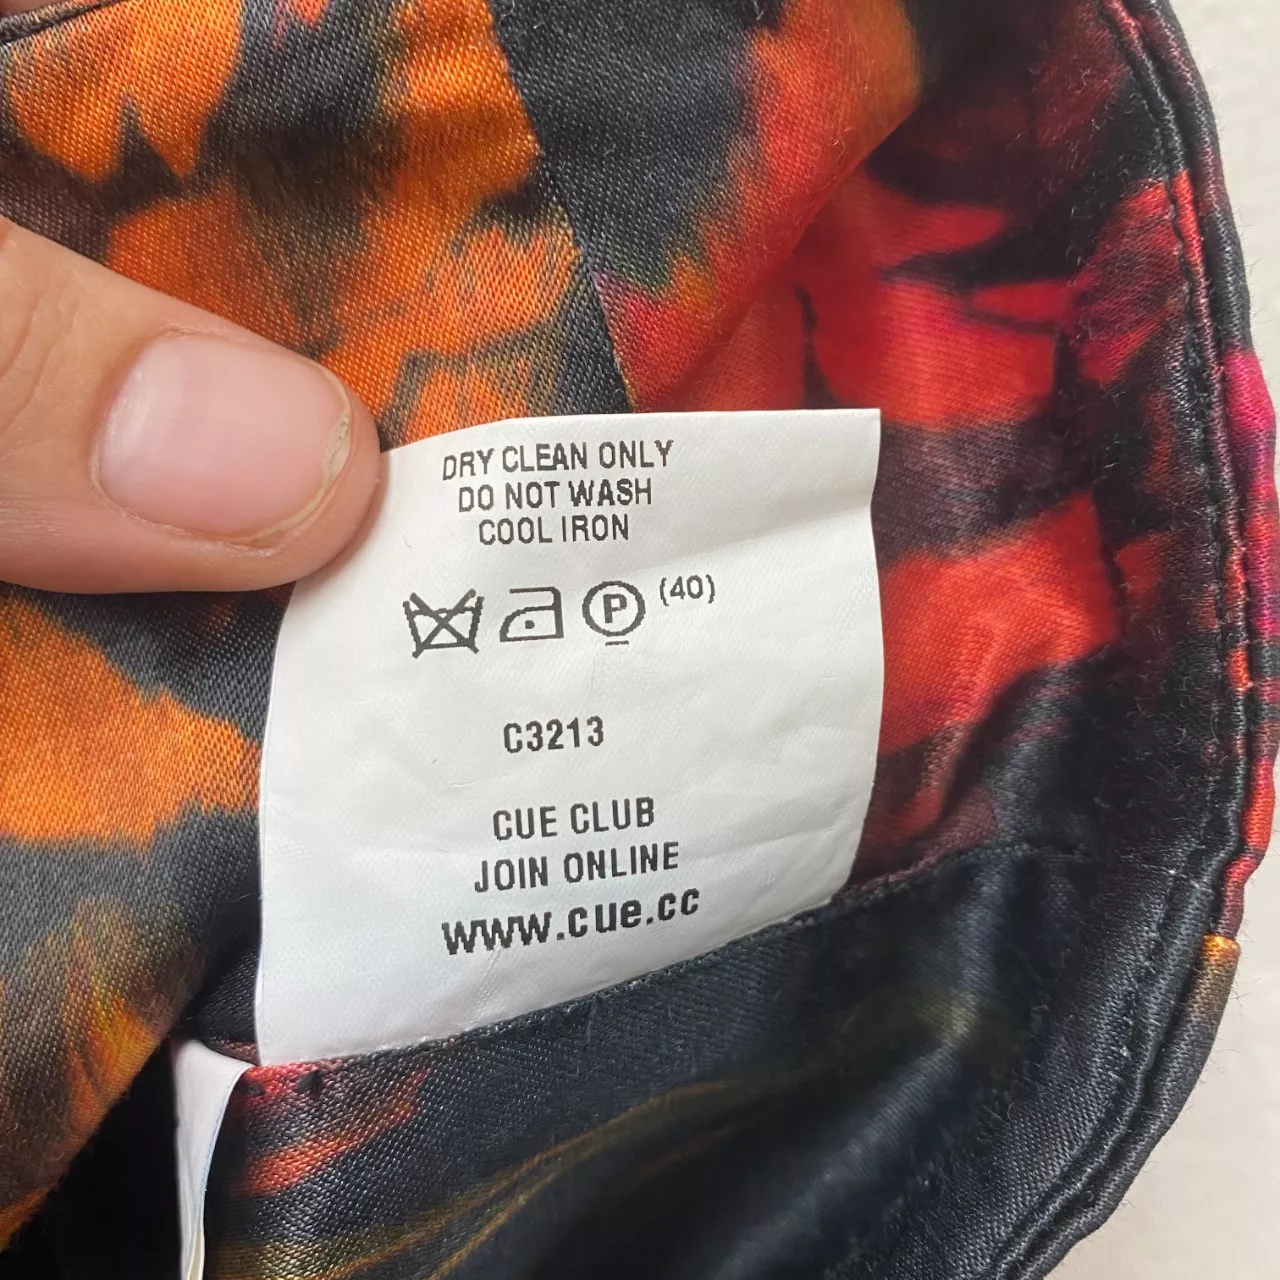 DRY CLEAN ONLY
DO NOT WASH
COOL IRON
P (40)
C3213
CUE CLUB
JOIN ONLINE
www.cue.cc